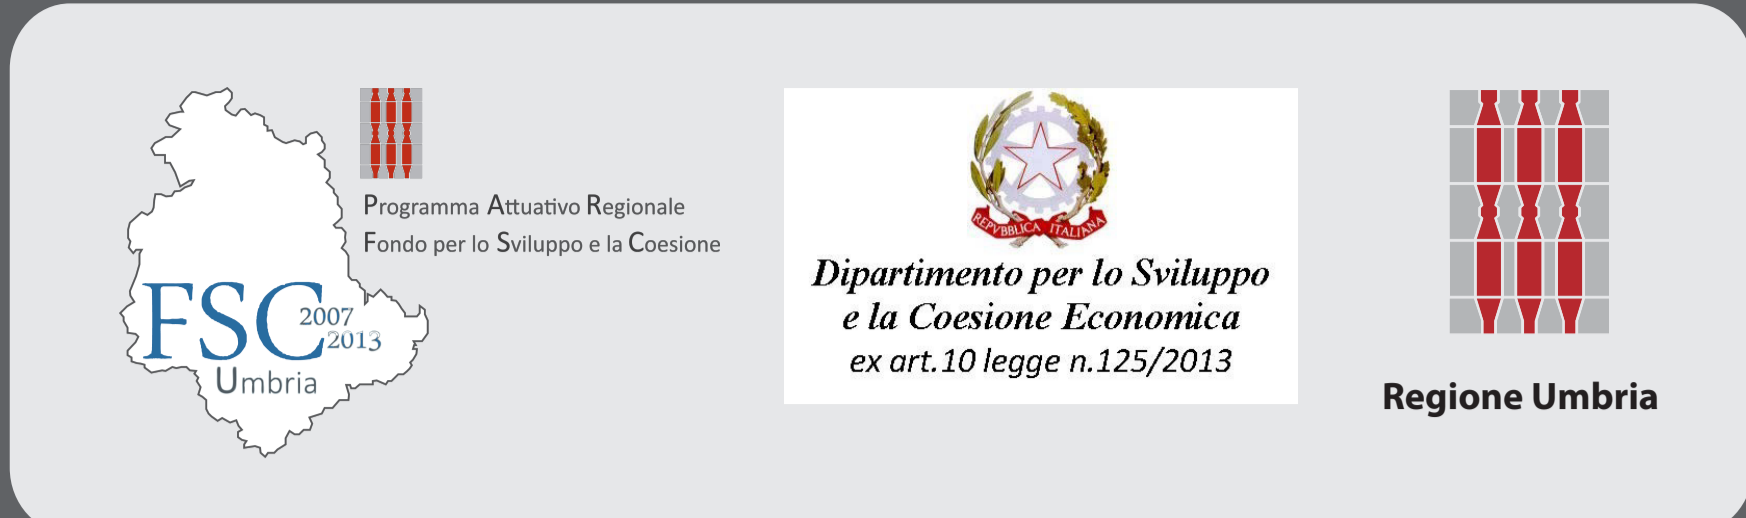 Programma Attuativo Regionale
Fondo per lo Sviluppo e la Coesione
FSC 2007
2013
Umbria
REPVBBLICA ITALIANA
Dipartimento per lo Sviluppo
e la Coesione Economica
ex art.10 legge n.125/2013
Regione Umbria